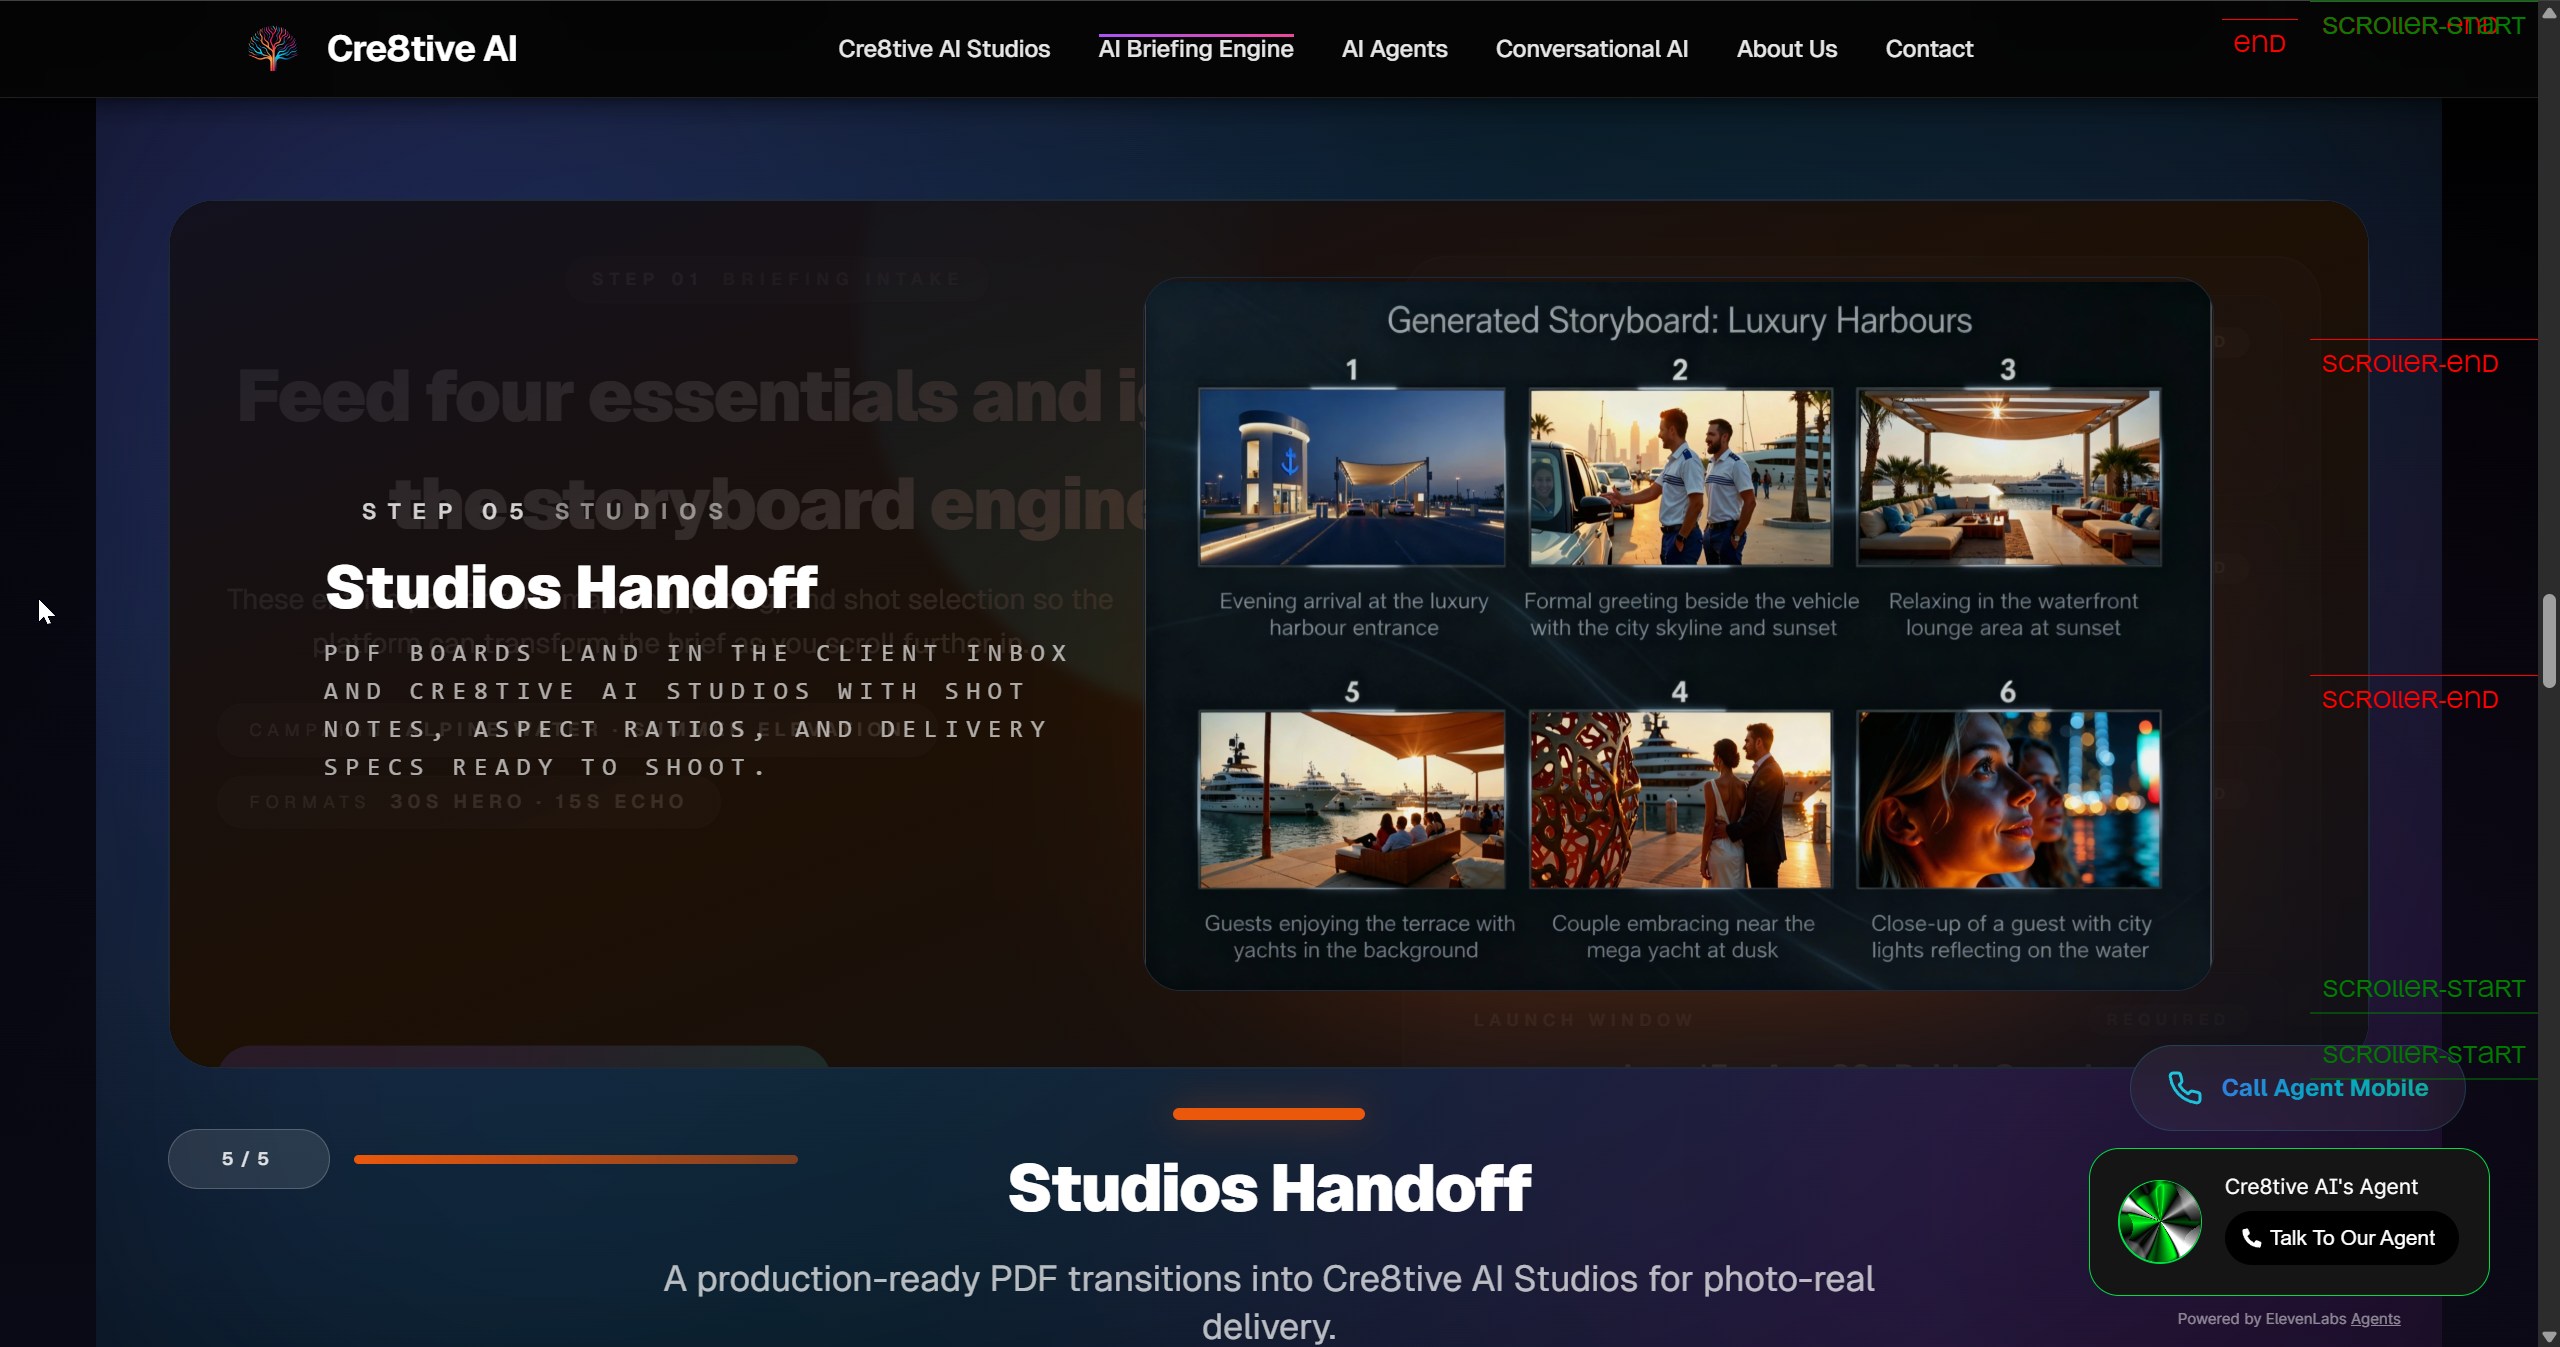 Cre8tive AI
Cre8tive AI Studios
AI Briefing Engine
AI Agents
Conversational AI
About Us
Contact
end
SCROLLER-START
SCROLLER-END
SCROLLER-END
STEP 01 BRIEFING INTAKE
Feed four essentials and
the storyboard engine
These
and shot selection so the
platform can transform the brief as you scroll further in.
STEP 05 STUDIOS
Studios Handoff
PDF BOARDS LAND IN THE CLIENT INBOX
AND CRE8TIVE AI STUDIOS WITH SHOT
NOTES, ASPECT RATIOS, AND DELIVERY
SPECS READY TO SHOOT.
FORMATS 30S HERO · 15S ECHO
Generated Storyboard: Luxury Harbours
1
2
3
Evening arrival at the luxury
harbour entrance
Formal greeting beside the vehicle
with the city skyline and sunset
Relaxing in the waterfront
lounge area at sunset
5
4
6
Guests enjoying the terrace with
yachts in the background
Couple embracing near the
mega yacht at dusk
Close-up of a guest with city
lights reflecting on the water
LAUNCH WINDOW
REQUIRED
SCROLLER-START
SCROLLER-START
Call Agent Mobile
5 / 5
Studios Handoff
A production-ready PDF transitions into Cre8tive AI Studios for photo-real
delivery.
Cre8tive AI's Agent
Talk To Our Agent
Powered by ElevenLabs Agents